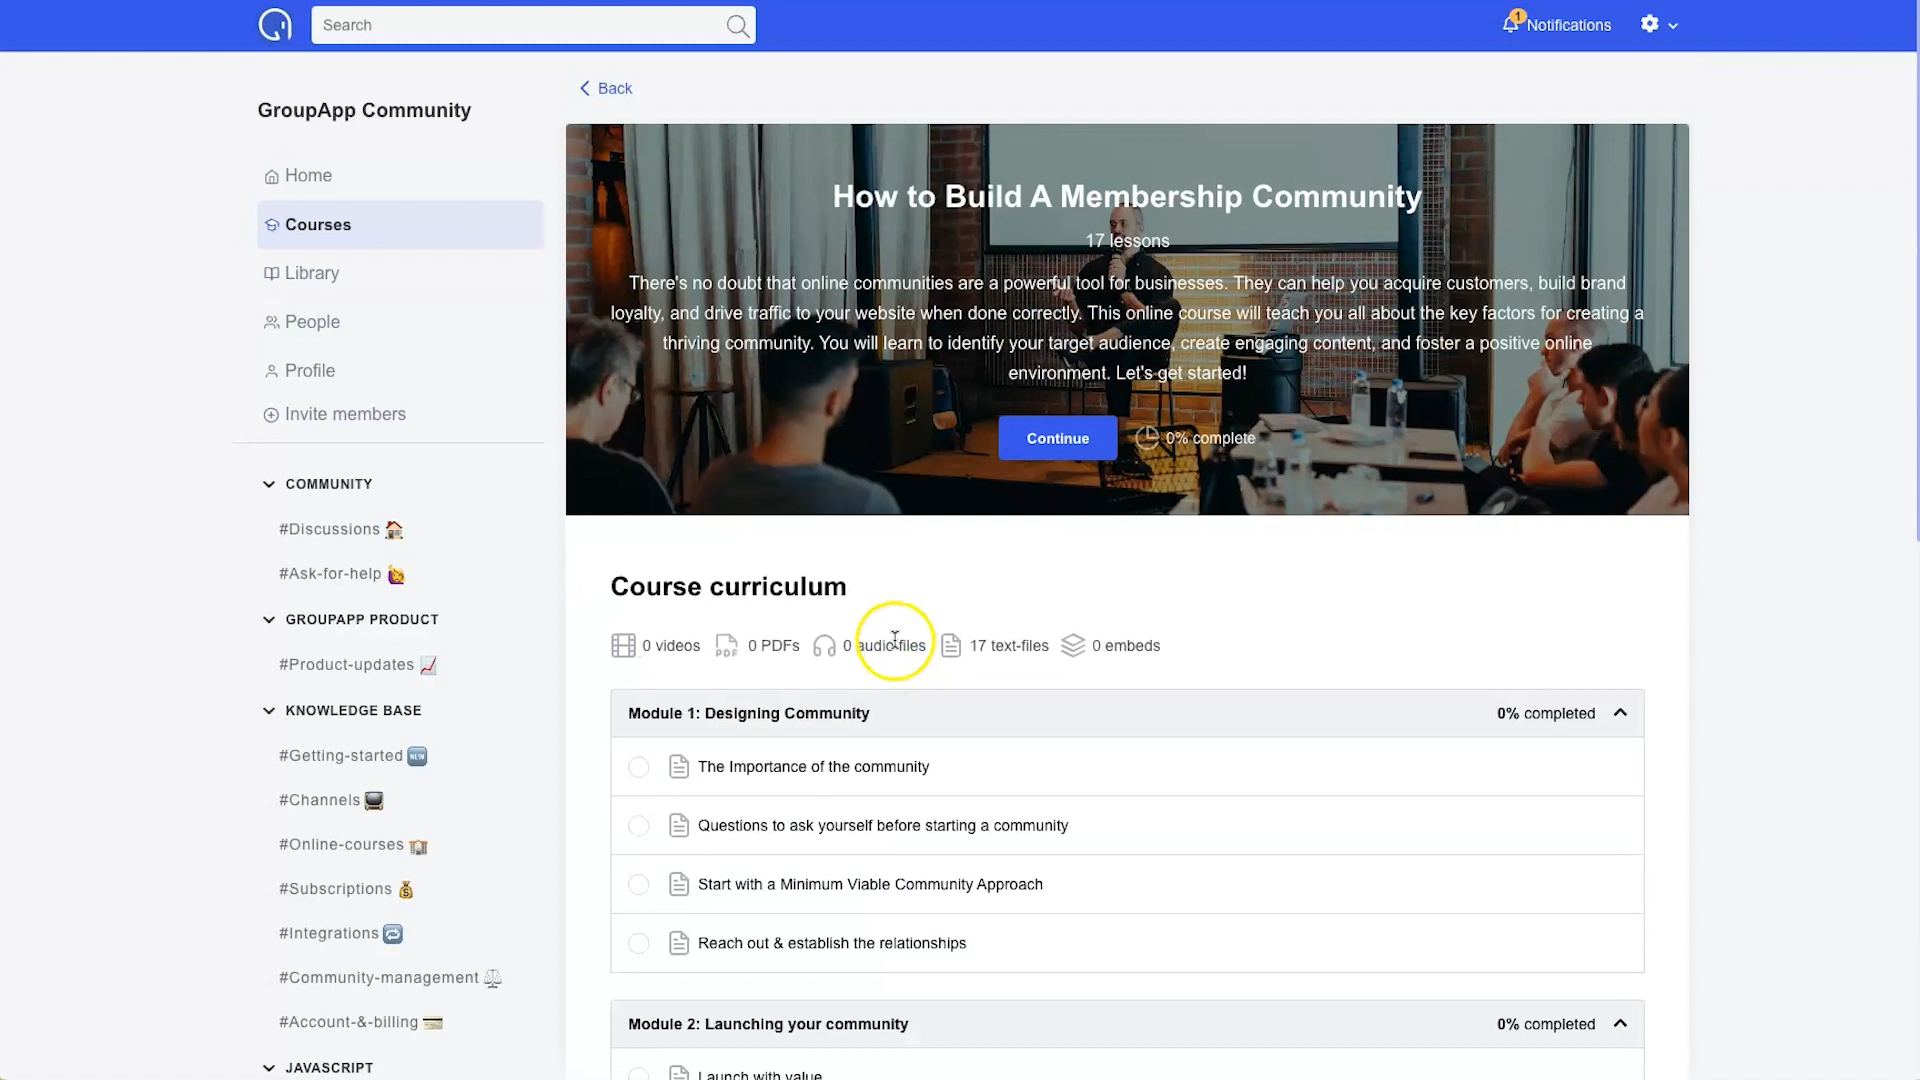 Search
1
Notifications
GroupApp Community
Home
Courses
Library
People
Profile
Invite members
COMMUNITY
#Discussions 🏠
#Ask-for-help 🙋
GROUPAPP PRODUCT
#Product-updates 📈
KNOWLEDGE BASE
#Getting-started 🆕
#Channels 📺
#Online-courses 🏫
#Subscriptions 💰
#Integrations 🔁
#Community-management ⚖️
#Account-&-billing 💳
JAVASCRIPT
Back
How to Build A Membership Community
17 lessons
There's no doubt that online communities are a powerful tool for businesses. They can help you acquire customers, build brand
loyalty, and drive traffic to your website when done correctly. This online course will teach you all about the key factors for creating a
thriving community. You will learn to identify your target audience, create engaging content, and foster a positive online
environment. Let's get started!
Continue
0% complete
Course curriculum
0 videos
PDF 0 PDFs
0 audio-files
17 text-files
0 embeds
Module 1: Designing Community
0% completed
The Importance of the community
Questions to ask yourself before starting a community
Start with a Minimum Viable Community Approach
Reach out & establish the relationships
Module 2: Launching your community
0% completed
Launch with value